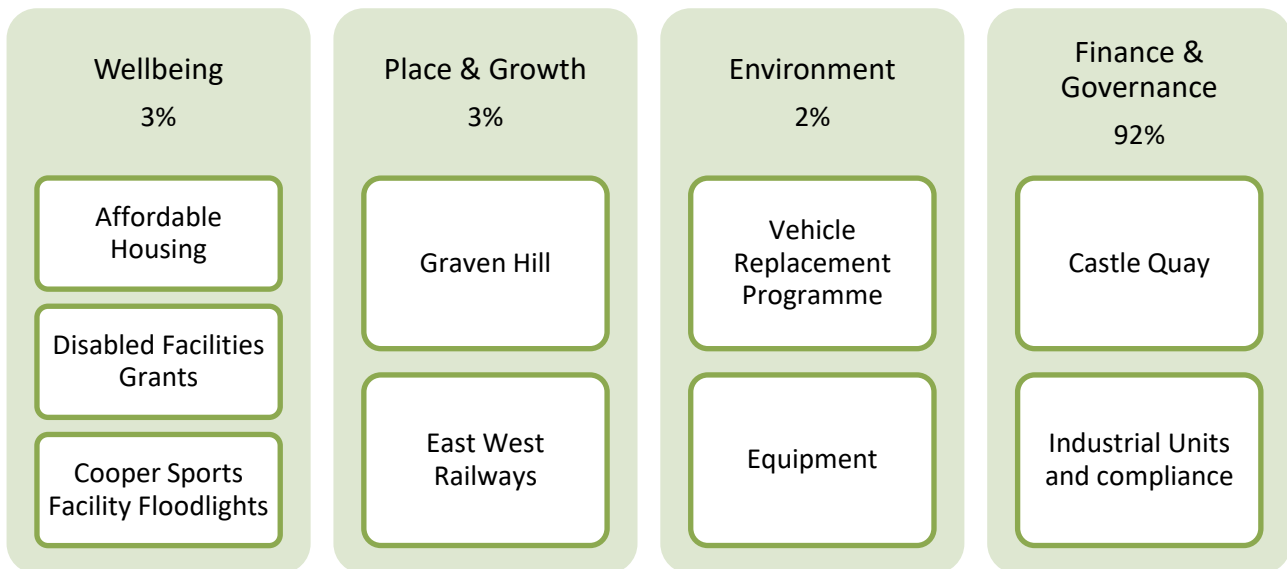 Wellbeing
3%
Affordable
Housing
Disabled Facilities
Grants
Cooper Sports
Facility Floodlights
Place & Growth
3%
Graven Hill
East West
Railways
Environment
2%
Vehicle
Replacement
Programme
Equipment
Finance &
Governance
92%
Castle Quay
Industrial Units
and compliance